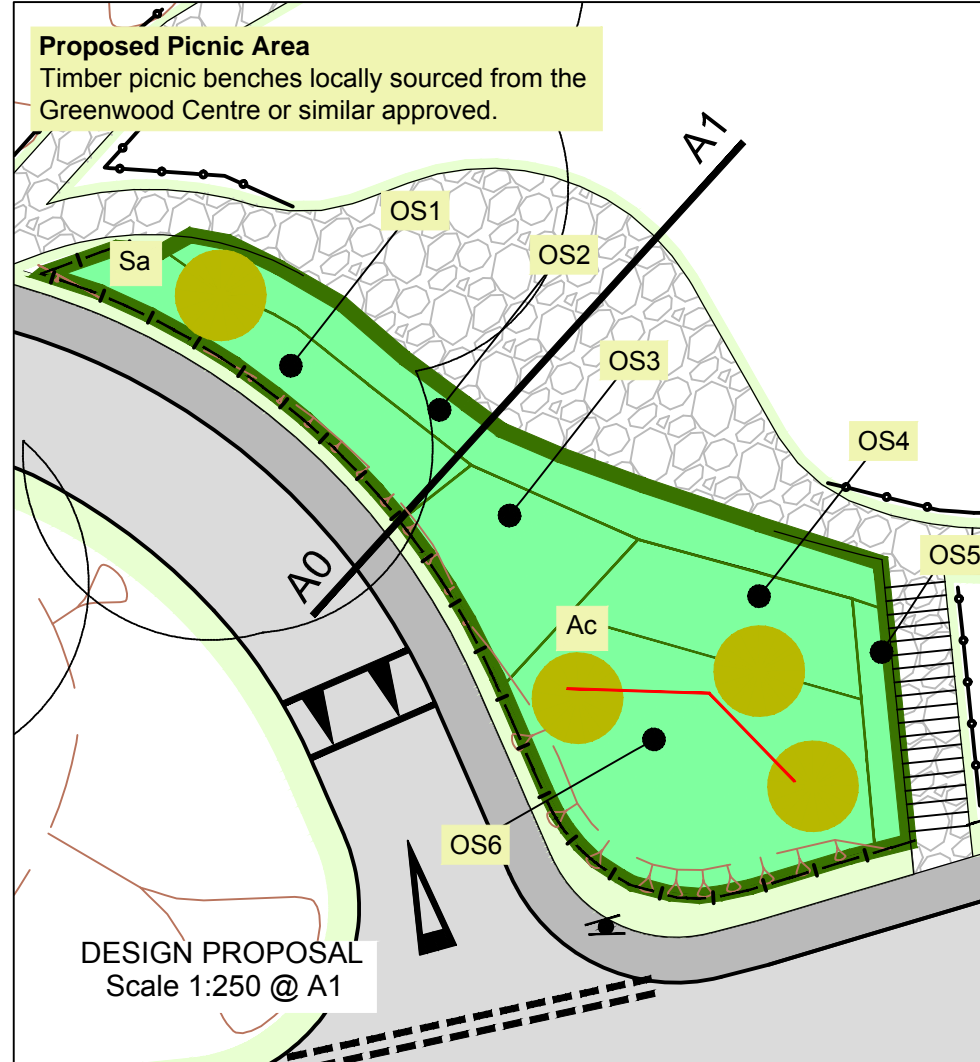 Proposed Picnic Area
Timber picnic benches locally sourced from the
Greenwood Centre or similar approved.
A1
OS1
Sa
OS2
OS3
OS4
OS5
A0
Ac
OS6
DESIGN PROPOSAL
Scale 1:250 @ A1